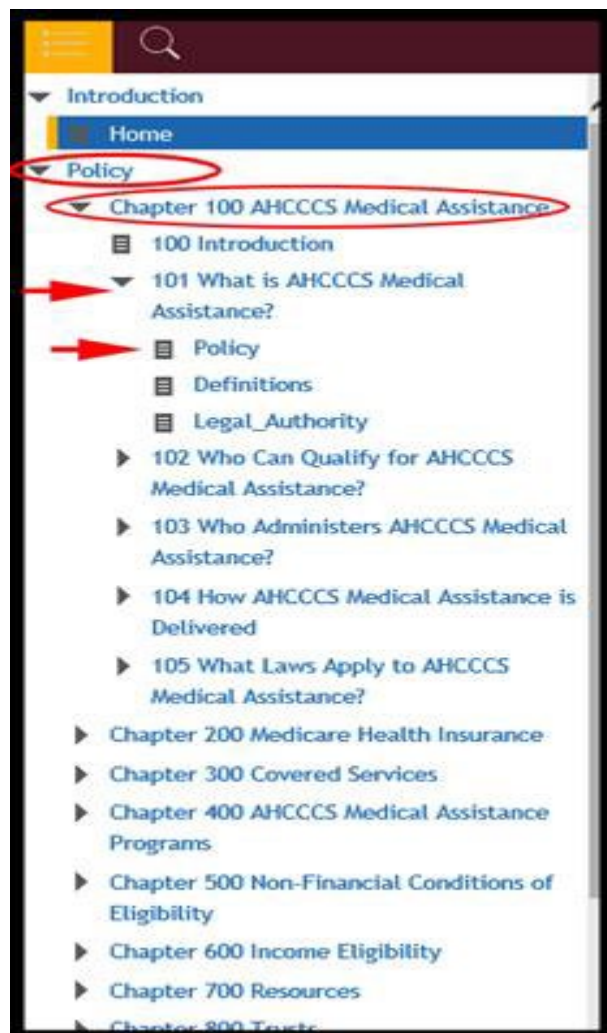 Introduction
Home
Policy
Chapter 100 AHCCCS Medical Assistance
100 Introduction
101 What is AHCCCS Medical
Assistance?
Policy
Definitions
Legal_Authority
102 Who Can Qualify for AHCCCS
Medical Assistance?
103 Who Administers AHCCCS Medical
Assistance?
104 How AHCCCS Medical Assistance is
Delivered
105 What Laws Apply to AHCCCS
Medical Assistance?
Chapter 200 Medicare Health Insurance
Chapter 300 Covered Services
Chapter 400 AHCCCS Medical Assistance
Programs
Chapter 500 Non-Financial Conditions of
Eligibility
Chapter 600 Income Eligibility
Chapter 700 Resources
Chapter 800 Trusts